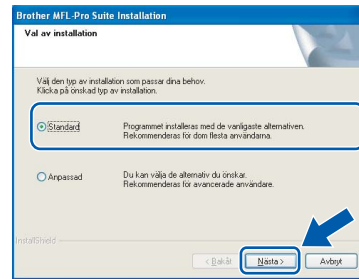 Brother MFL-Pro Suite Installation
Val av installation
Välj den typ av installation som passar dina behov.
Klicka på önskad typ av installation.
Standard
Programmet installeras med de vanligaste alternativen.
Rekommenderas för dom flesta användarna.
Anpassad
Du kan välja de alternativ du önskar.
Rekommenderas för avancerade användare.
InstallShield
< Bakåt
Nästa >
Avbryt